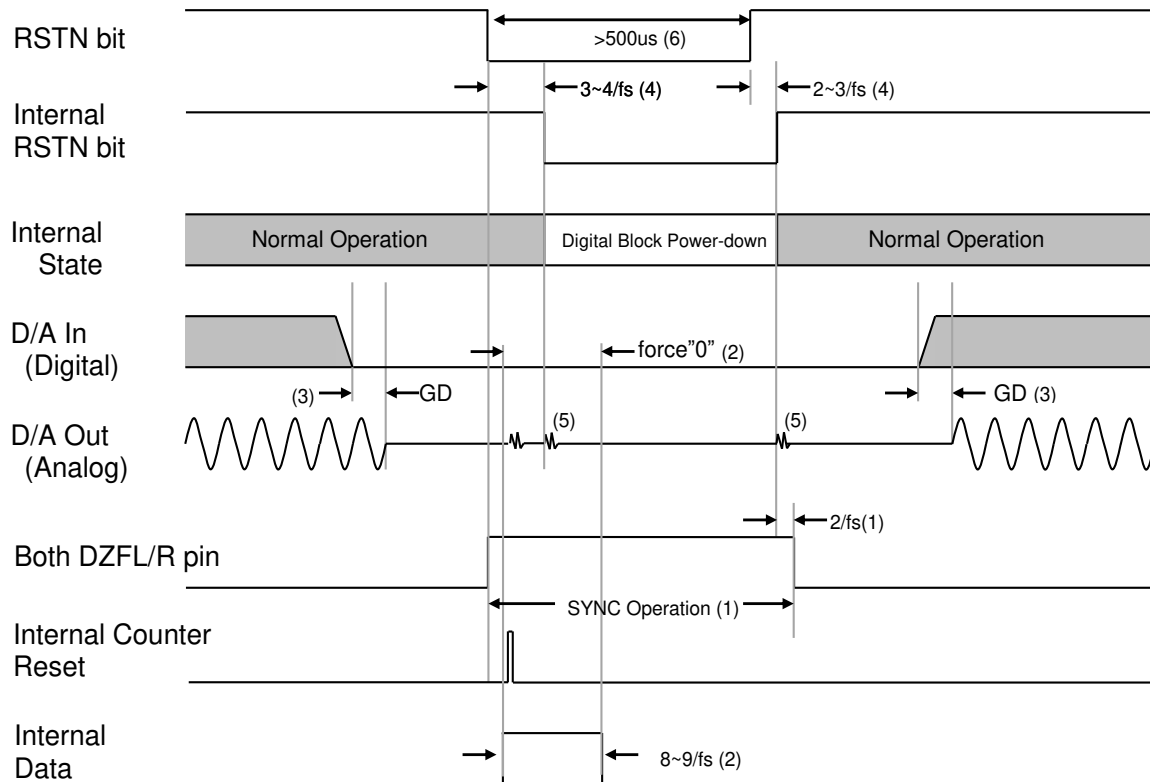 RSTN bit
>500us (6)
3~4/fs (4)
2~3/fs (4)
Internal
RSTN bit
Internal
State
Normal Operation
Digital Block Power-down
Normal Operation
D/A In
(Digital)
force”0” (2)
(3)
GD
GD (3)
D/A Out
(Analog)
(5)
(5)
2/fs(1)
Both DZFL/R pin
SYNC Operation (1)
Internal Counter
Reset
Internal
Data
8~9/fs (2)